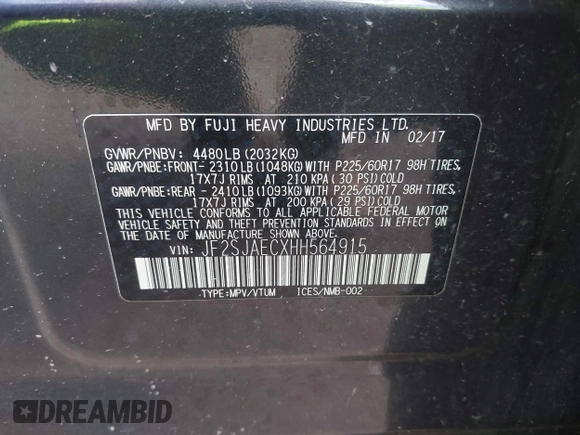 MFD BY FUJI HEAVY INDUSTRIES LTD.
MFD IN 02/17
GVWR/PNBV: 4480LB(2032KG)
GAWR/PNBE:FRONT- 2310LB(1048KG)WITH P225/60R17 98H TIRES,
17X7J RIMS AT 210 KPA( 30 PSI)COLD
GAWR/PNBE:REAR - 2410LB(1093KG)WITH P225/60R17 98H TIRES,
17X7J RIMS AT 200 KPA( 29 PSI)COLD
THIS VEHICLE CONFORMS TO ALL APPLICABLE FEDERAL MOTOR
VEHICLE SAFETY AND BUMPER STANDARDS IN EFFECT ON THE
DATE OF MANUFACTURE SHOWN ABOVE.
VIN: JF2SJAECXHH564915
TYPE:MPV/VTUM ICES/NMB-002
DREAMBID